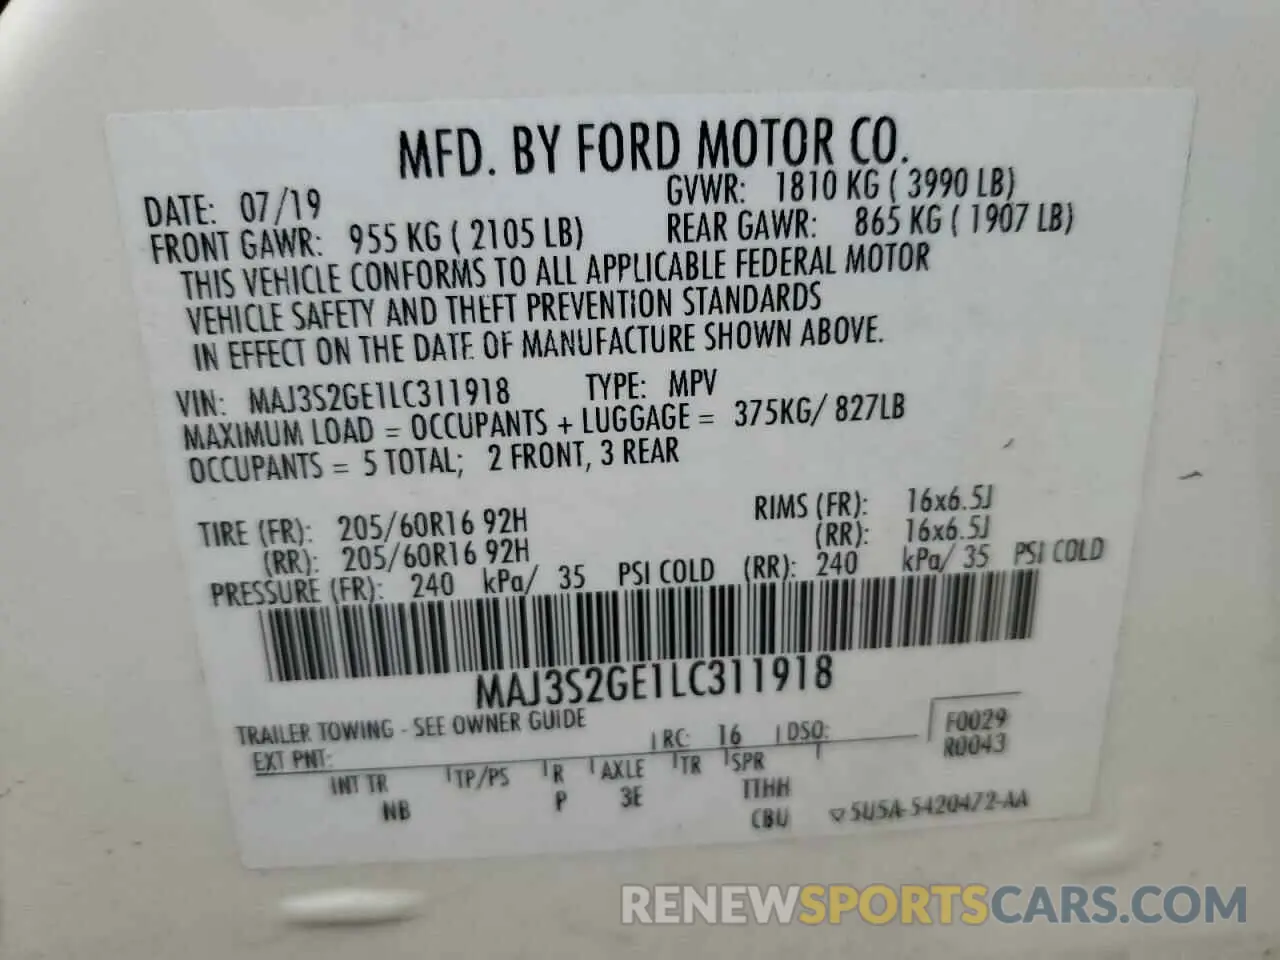 MFD. BY FORD MOTOR CO.
DATE: 07/19 GVWR: 1810 KG ( 3990 LB)
FRONT GAWR: 955 KG ( 2105 LB) REAR GAWR: 865 KG ( 1907 LB)
THIS VEHICLE CONFORMS TO ALL APPLICABLE FEDERAL MOTOR
VEHICLE SAFETY AND THEFT PREVENTION STANDARDS
IN EFFECT ON THE DATE OF MANUFACTURE SHOWN ABOVE.
VIN: MAJ3S2GE1LC311918 TYPE: MPV
MAXIMUM LOAD = OCCUPANTS + LUGGAGE = 375KG/ 827LB
OCCUPANTS = 5 TOTAL; 2 FRONT, 3 REAR
TIRE (FR): 205/60R16 92H RIMS (FR): 16x6.5J
(RR): 205/60R16 92H (RR): 16x6.5J
PRESSURE (FR): 240 kPa/ 35 PSI COLD (RR): 240 kPa/ 35 PSI COLD
MAJ3S2GE1LC311918
TRAILER TOWING - SEE OWNER GUIDE
EXT PNT: RC: 16 DSO: F0029
R0043
INT TR TP/PS R AXLE TR SPR
NB P 3E TTHH
CBU 5U5A-5420472-AA
RENEWSPORTSCARS.COM